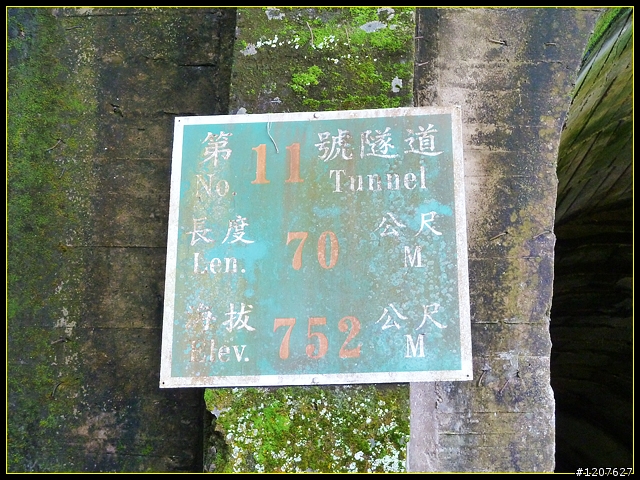 第 11 號隧道
No. Tunnel
長度 70 公尺
Len. M
海拔 752 公尺
Elev. M
#1207627